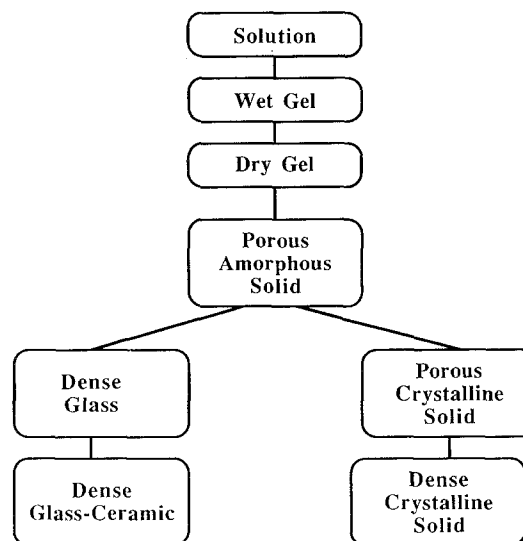 Solution
Wet Gel
Dry Gel
Porous
Amorphous
Solid
Dense
Glass
Porous
Crystalline
Solid
Dense
Glass-Ceramic
Dense
Crystalline
Solid